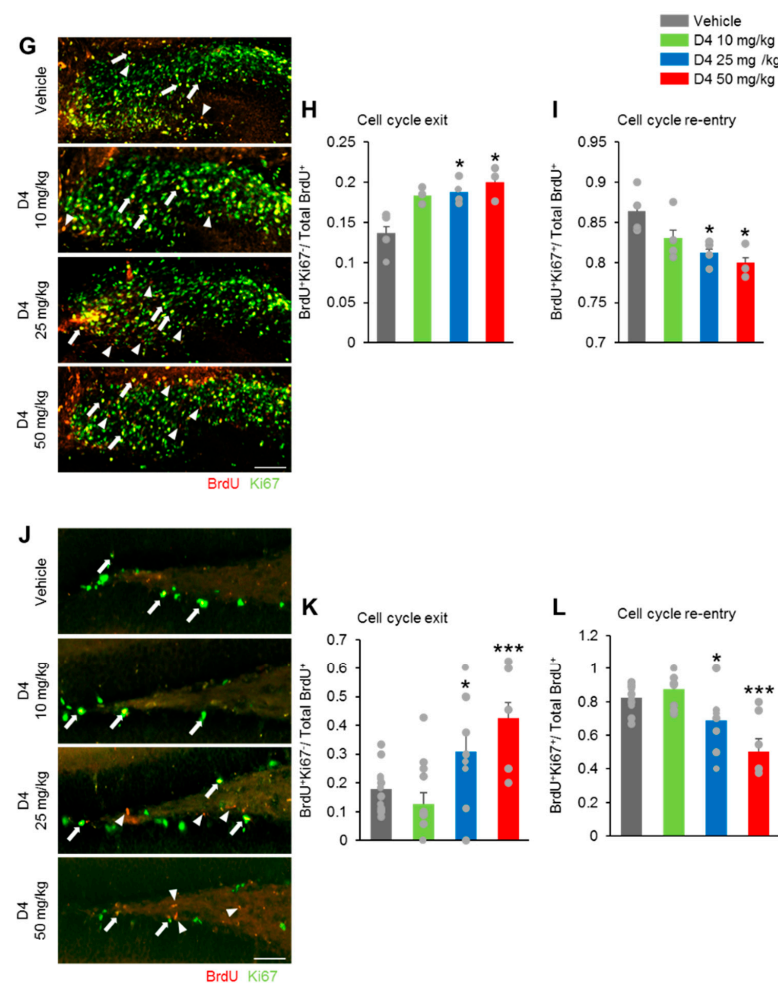 Vehicle
D4 10 mg/kg
D4 25 mg /kg
D4 50 mg/kg
G
Vehicle
D4
10 mg/kg
D4
25 mg/kg
D4
50 mg/kg
BrdU Ki67
H
Cell cycle exit
BrdU⁺Ki67⁻/ Total BrdU⁺
0.25
0.2
0.15
0.1
0.05
0
*
*
I
Cell cycle re-entry
BrdU⁺Ki67⁺/ Total BrdU⁺
0.95
0.9
0.85
0.8
0.75
0.7
*
*
J
Vehicle
D4
10 mg/kg
D4
25 mg/kg
D4
50 mg/kg
BrdU Ki67
K
Cell cycle exit
BrdU⁺Ki67⁻/ Total BrdU⁺
0.7
0.6
0.5
0.4
0.3
0.2
0.1
0
*
***
L
Cell cycle re-entry
BrdU⁺Ki67⁺/ Total BrdU⁺
1.2
1
0.8
0.6
0.4
0.2
0
*
***